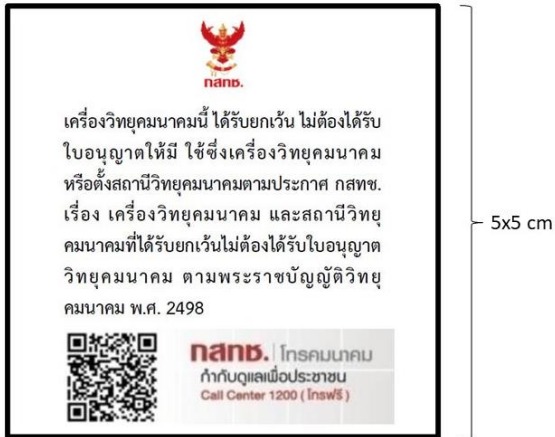 กสทช.
เครื่องวิทยุคมนาคมนี้ ได้รับยกเว้น ไม่ต้องได้รับ
ใบอนุญาตให้มี ใช้ซึ่งเครื่องวิทยุคมนาคม
หรือตั้งสถานีวิทยุคมนาคมตามประกาศ กสทช.
เรื่อง เครื่องวิทยุคมนาคม และสถานีวิทยุ
คมนาคมที่ได้รับยกเว้นไม่ต้องได้รับใบอนุญาต
วิทยุคมนาคม ตามพระราชบัญญัติวิทยุ
คมนาคม พ.ศ. 2498
กสทช. โทรคมนาคม
กำกับดูแลเพื่อประชาชน
Call Center 1200 ( โทรฟรี )
5x5 cm